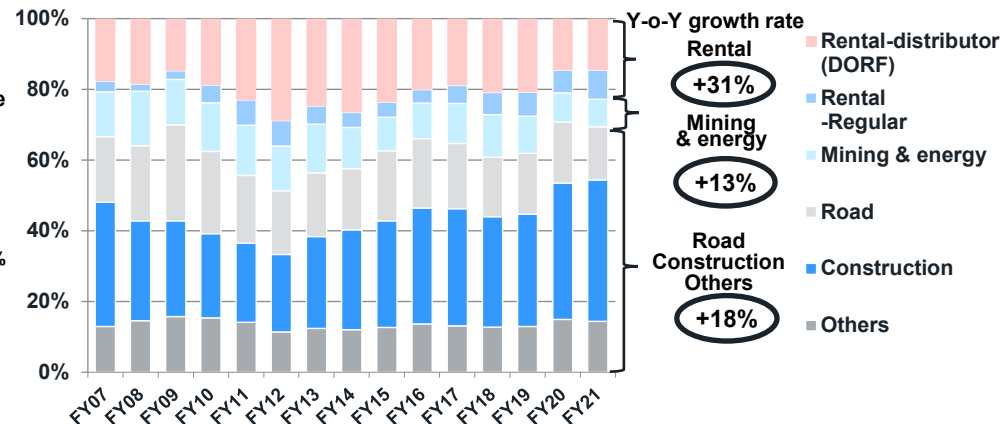 100%
80%
60%
40%
20%
0%
e
%
FY07
FY08
FY09
FY10
FY11
FY12
FY13
FY14
FY15
FY16
FY17
FY18
FY19
FY20
FY21
Y-o-Y growth rate
Rental
+31%
Mining
& energy
+13%
Road
Construction
Others
+18%
Rental-distributor
(DORF)
Rental
-Regular
Mining & energy
Road
Construction
Others